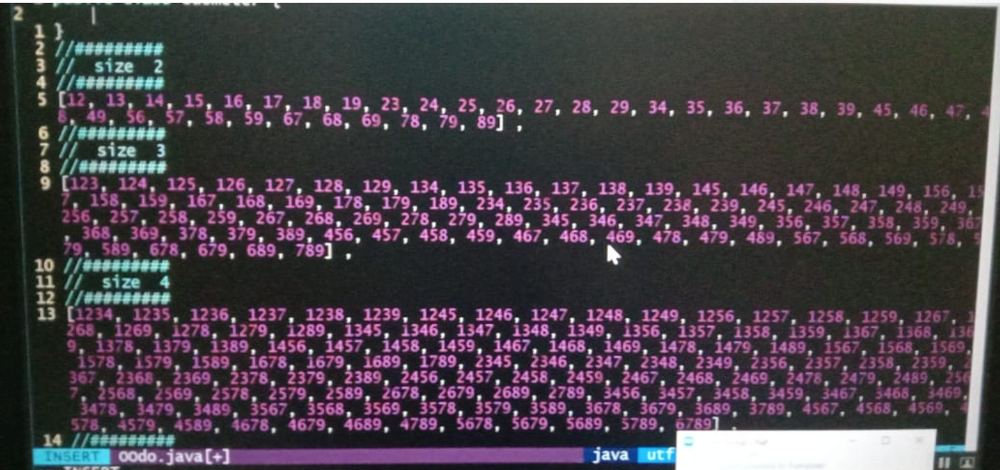 2
1 }
2 //#########
3 //  size  2
4 //#########
5 [12, 13, 14, 15, 16, 17, 18, 19, 23, 24, 25, 26, 27, 28, 29, 34, 35, 36, 37, 38, 39, 45, 46, 47, 4
8, 49, 56, 57, 58, 59, 67, 68, 69, 78, 79, 89] ,
6 //#########
7 //  size  3
8 //#########
9 [123, 124, 125, 126, 127, 128, 129, 134, 135, 136, 137, 138, 139, 145, 146, 147, 148, 149, 156, 15
7, 158, 159, 167, 168, 169, 178, 179, 189, 234, 235, 236, 237, 238, 239, 245, 246, 247, 248, 249,
256, 257, 258, 259, 267, 268, 269, 278, 279, 289, 345, 346, 347, 348, 349, 356, 357, 358, 359, 367
, 368, 369, 378, 379, 389, 456, 457, 458, 459, 467, 468, 469, 478, 479, 489, 567, 568, 569, 578, 5
79, 589, 678, 679, 689, 789] ,
10 //#########
11 //  size  4
12 //#########
13 [1234, 1235, 1236, 1237, 1238, 1239, 1245, 1246, 1247, 1248, 1249, 1256, 1257, 1258, 1259, 1267, 1
268, 1269, 1278, 1279, 1289, 1345, 1346, 1347, 1348, 1349, 1356, 1357, 1358, 1359, 1367, 1368, 136
9, 1378, 1379, 1389, 1456, 1457, 1458, 1459, 1467, 1468, 1469, 1478, 1479, 1489, 1567, 1568, 1569,
1578, 1579, 1589, 1678, 1679, 1689, 1789, 2345, 2346, 2347, 2348, 2349, 2356, 2357, 2358, 2359, 2
367, 2368, 2369, 2378, 2379, 2389, 2456, 2457, 2458, 2459, 2467, 2468, 2469, 2478, 2479, 2489, 256
7, 2568, 2569, 2578, 2579, 2589, 2678, 2679, 2689, 2789, 3456, 3457, 3458, 3459, 3467, 3468, 3469,
3478, 3479, 3489, 3567, 3568, 3569, 3578, 3579, 3589, 3678, 3679, 3689, 3789, 4567, 4568, 4569, 4
578, 4579, 4589, 4678, 4679, 4689, 4789, 5678, 5679, 5689, 5789, 6789] ,
14 //#########
INSERT OOdo.java[+] java utf